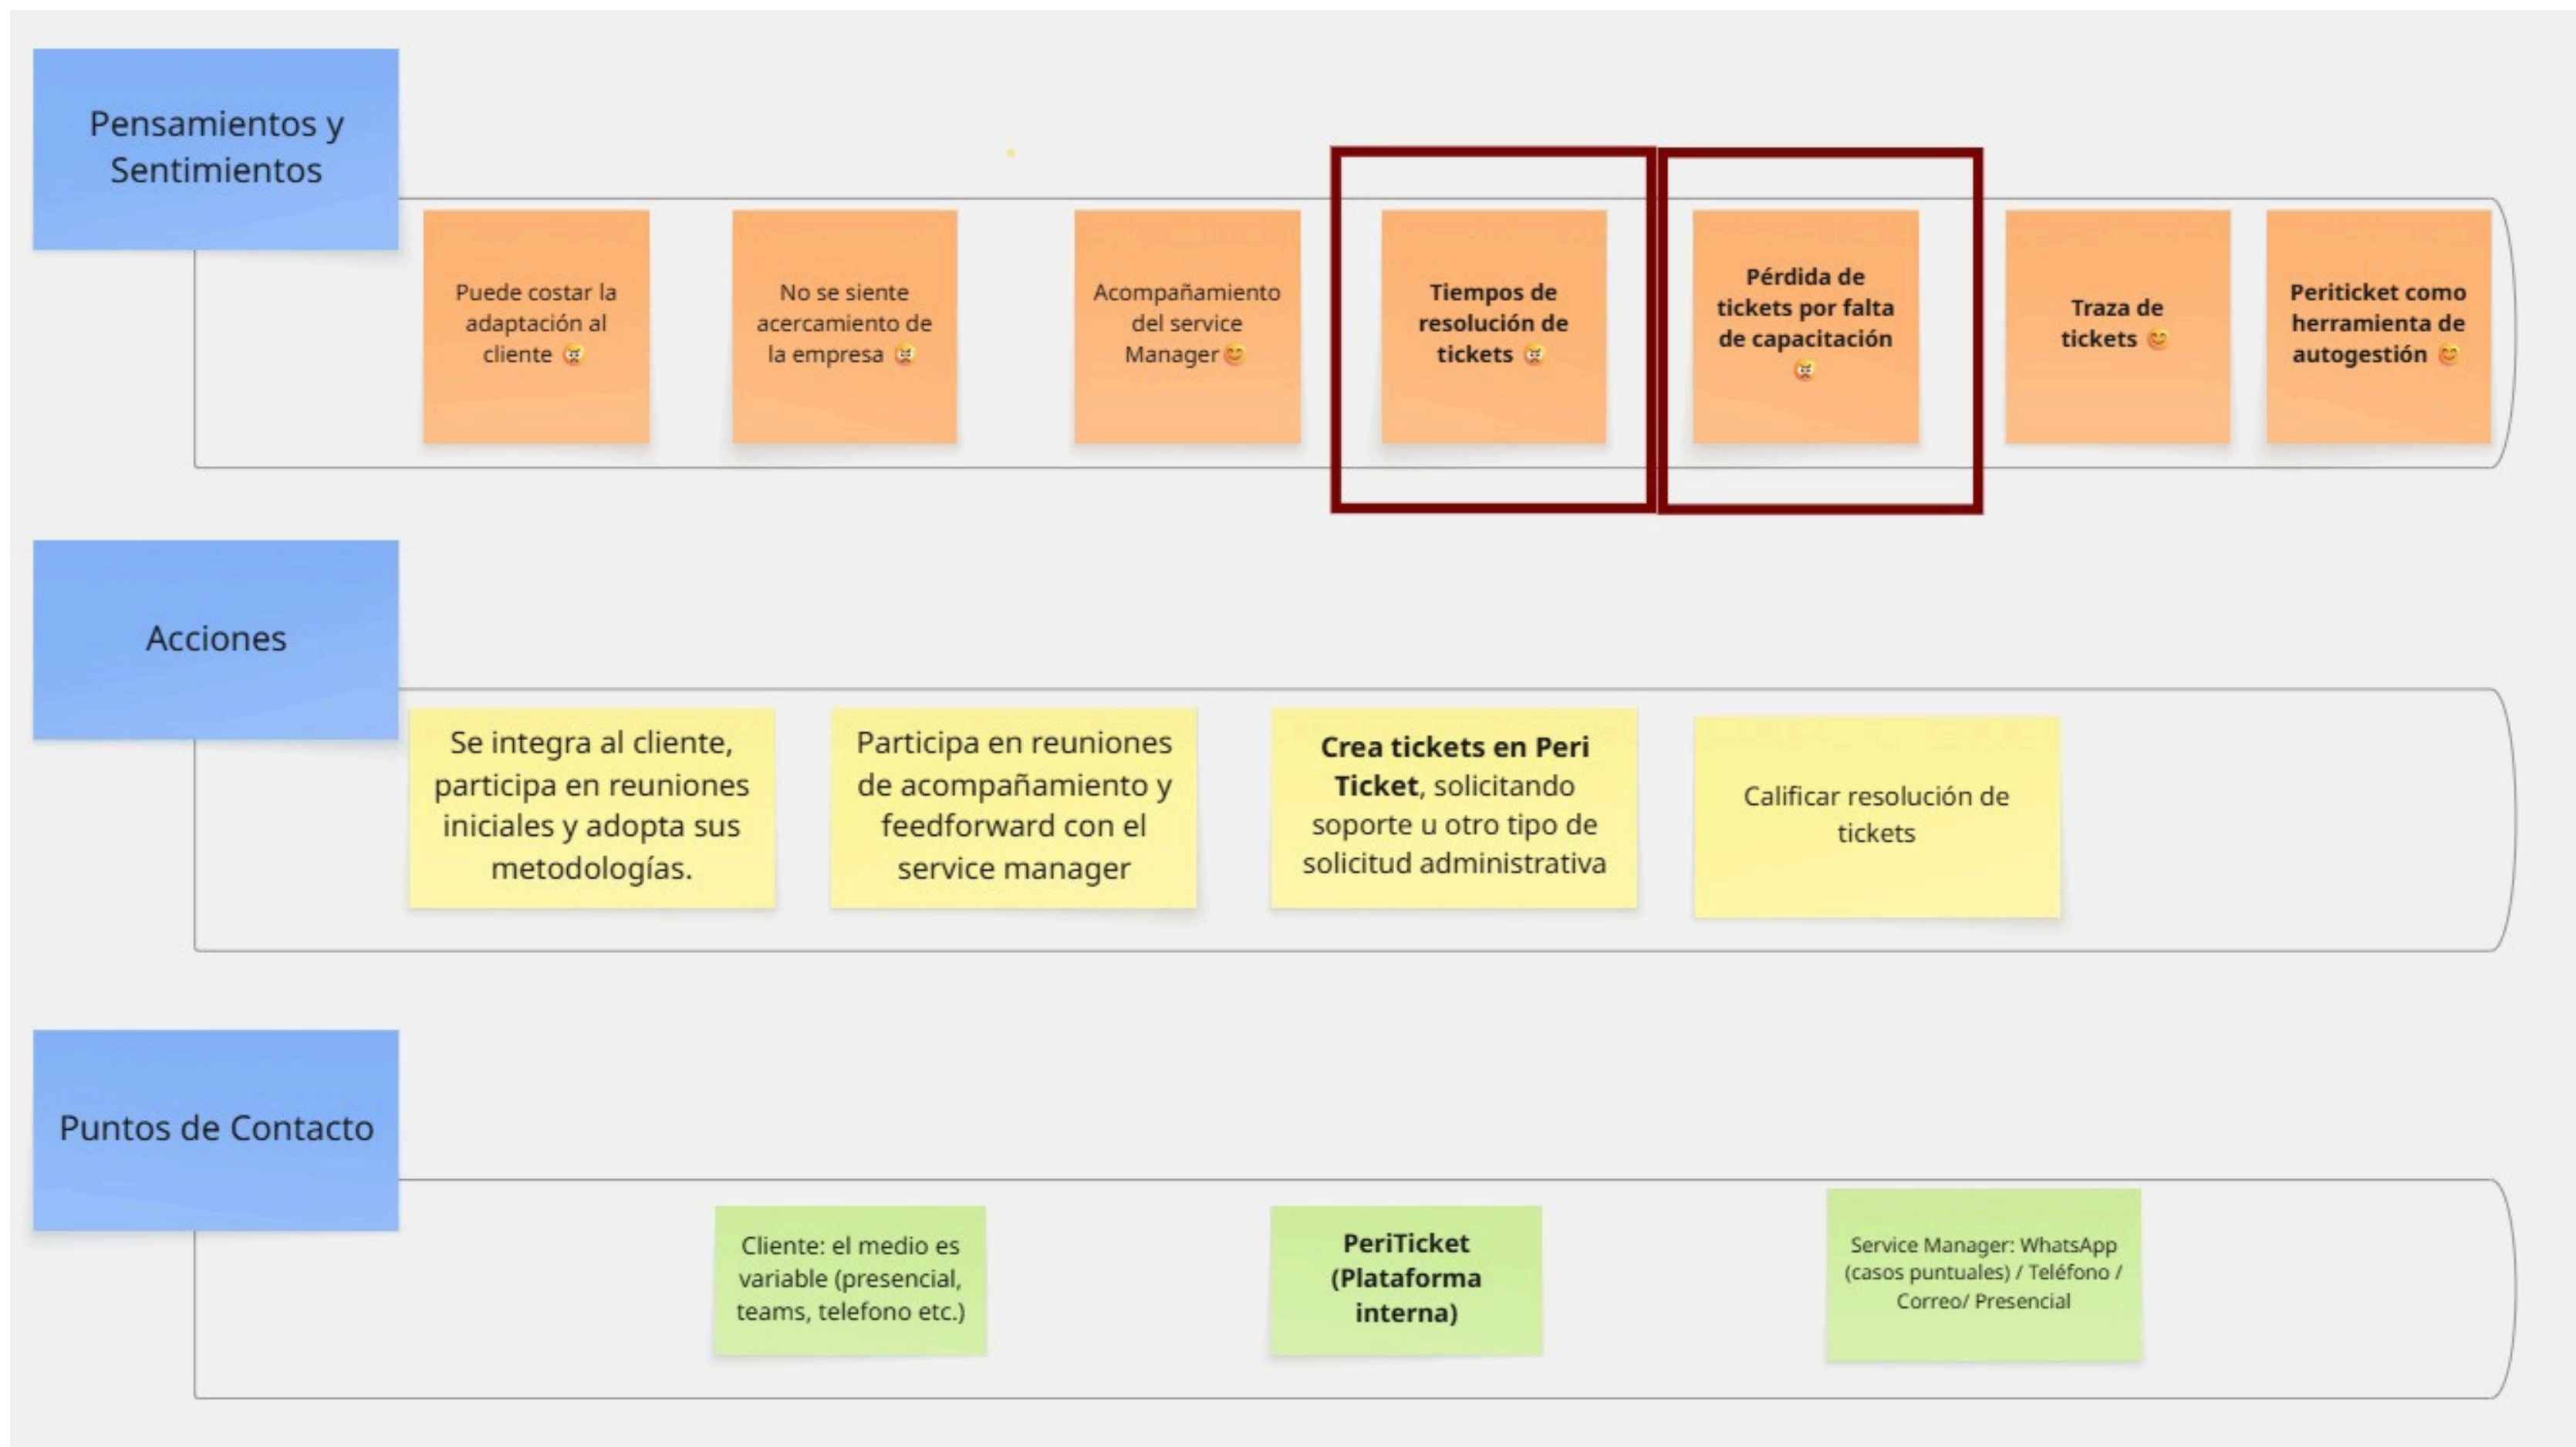 Pensamientos y
Sentimientos
Puede costar la
adaptación al
cliente 😡
No se siente
acercamiento de
la empresa 😡
Acompañamiento
del service
Manager😊
Tiempos de
resolución de
tickets 😡
Pérdida de
tickets por falta
de capacitación
😡
Traza de
tickets 😊
Periticket como
herramienta de
autogestión 😊
Acciones
Se integra al cliente,
participa en reuniones
iniciales y adopta sus
metodologías.
Participa en reuniones
de acompañamiento y
feedforward con el
service manager
Crea tickets en Peri
Ticket, solicitando
soporte u otro tipo de
solicitud administrativa
Calificar resolución de
tickets
Puntos de Contacto
Cliente: el medio es
variable (presencial,
teams, telefono etc.)
PeriTicket
(Plataforma
interna)
Service Manager: WhatsApp
(casos puntuales) / Teléfono /
Correo/ Presencial